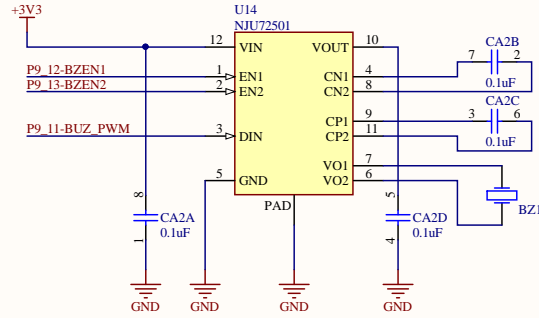 +3V3
U14
NJU72501
12 VIN VOUT 10
P9_12-BZEN1 1 EN1 CN1 4 7 CA2B 2
P9_13-BZEN2 2 EN2 CN2 8 0.1uF
CP1 9 3 CA2C 6
P9_11-BUZ_PWM 3 DIN CP2 11 0.1uF
VO1 7
5 GND VO2 6
PAD
BZ1
8 CA2A 0.1uF 1
5 CA2D 0.1uF 4
GND GND GND GND